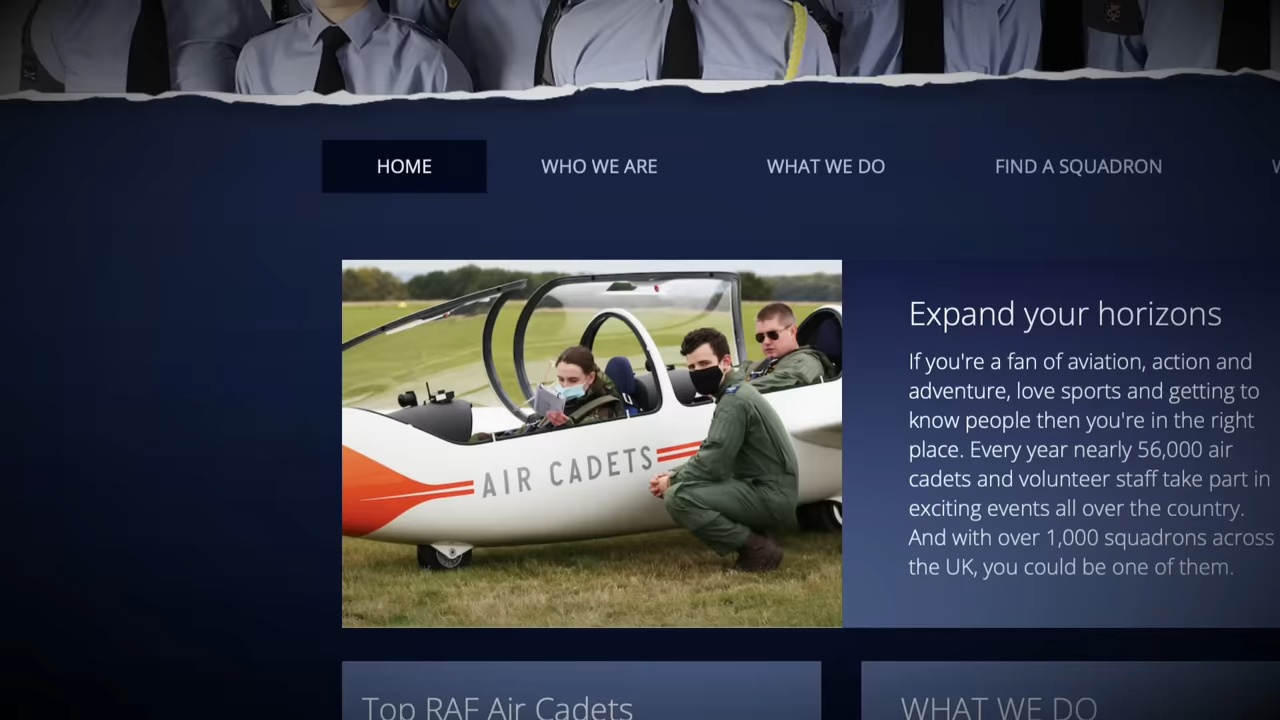 HOME
WHO WE ARE
WHAT WE DO
FIND A SQUADRON
AIR CADETS
Expand your horizons
If you're a fan of aviation, action and
adventure, love sports and getting to
know people then you're in the right
place. Every year nearly 56,000 air
cadets and volunteer staff take part in
exciting events all over the country.
And with over 1,000 squadrons across
the UK, you could be one of them.
Top RAF Air Cadets
WHAT WE DO